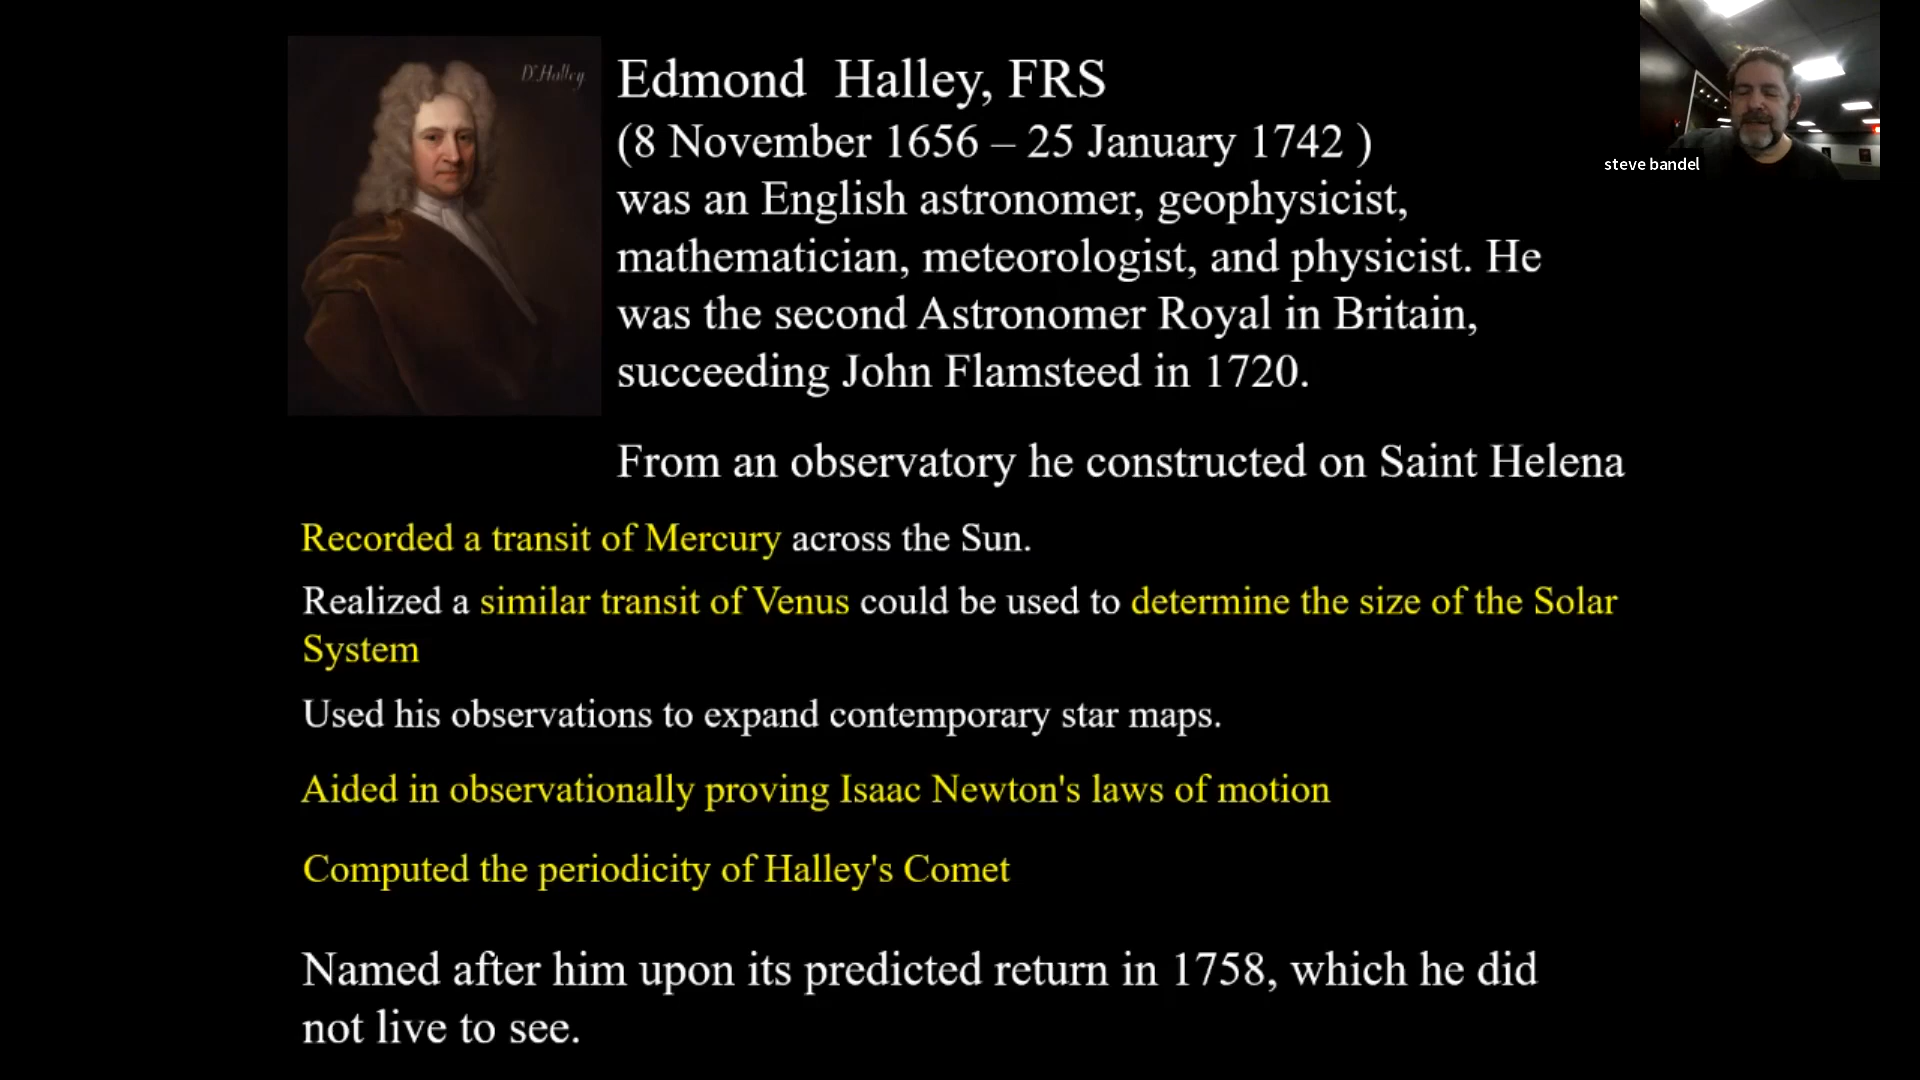 Dr. Halley.
Edmond Halley, FRS
(8 November 1656 – 25 January 1742 )
was an English astronomer, geophysicist,
mathematician, meteorologist, and physicist. He
was the second Astronomer Royal in Britain,
succeeding John Flamsteed in 1720.
From an observatory he constructed on Saint Helena
Recorded a transit of Mercury across the Sun.
Realized a similar transit of Venus could be used to determine the size of the Solar
System
Used his observations to expand contemporary star maps.
Aided in observationally proving Isaac Newton's laws of motion
Computed the periodicity of Halley's Comet
Named after him upon its predicted return in 1758, which he did
not live to see.
steve bandel